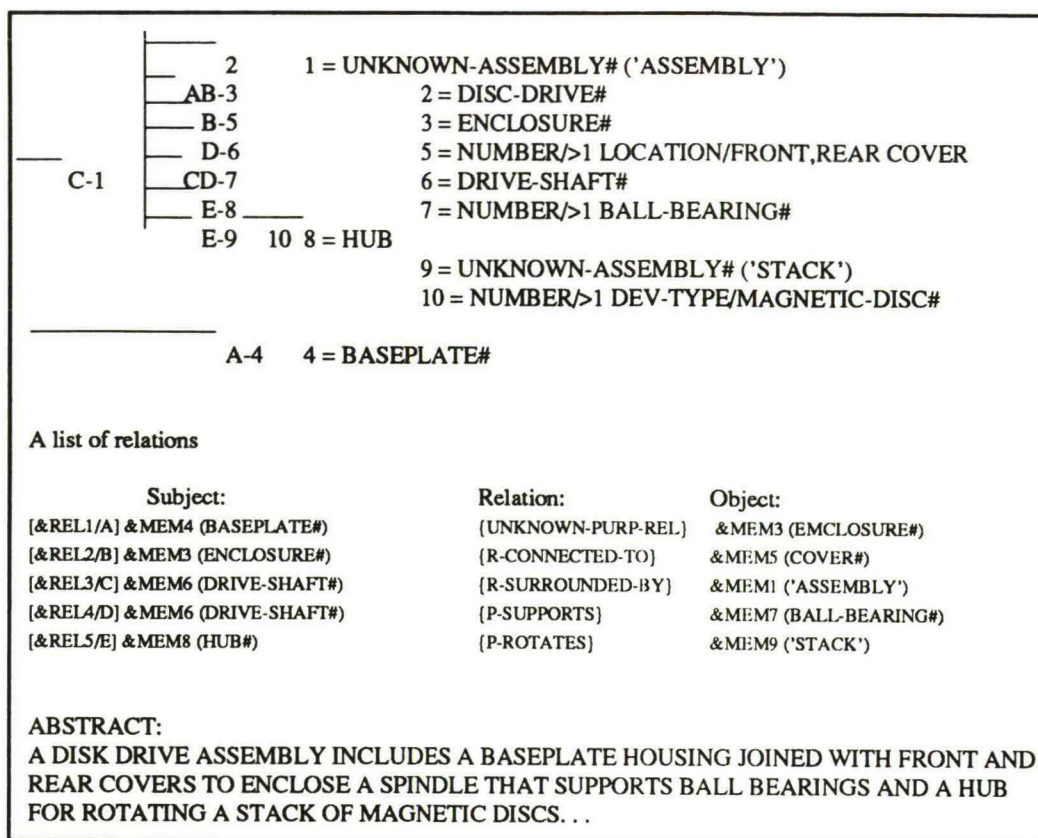 2 1 = UNKNOWN-ASSEMBLY# ('ASSEMBLY')
AB-3 2 = DISC-DRIVE#
B-5 3 = ENCLOSURE#
D-6 5 = NUMBER/>1 LOCATION/FRONT,REAR COVER
C-1 CD-7 6 = DRIVE-SHAFT#
E-8 7 = NUMBER/>1 BALL-BEARING#
E-9 10 8 = HUB
9 = UNKNOWN-ASSEMBLY# ('STACK')
10 = NUMBER/>1 DEV-TYPE/MAGNETIC-DISC#
A-4 4 = BASEPLATE#
A list of relations
Subject: Relation: Object:
[&REL1/A] &MEM4 (BASEPLATE#) {UNKNOWN-PURP-REL} &MEM3 (EMCLOSURE#)
[&REL2/B] &MEM3 (ENCLOSURE#) {R-CONNECTED-TO} &MEM5 (COVER#)
[&REL3/C] &MEM6 (DRIVE-SHAFT#) {R-SURROUNDED-BY} &MEM1 ('ASSEMBLY')
[&REL4/D] &MEM6 (DRIVE-SHAFT#) {P-SUPPORTS} &MEM7 (BALL-BEARING#)
[&REL5/E] &MEM8 (HUB#) {P-ROTATES} &MEM9 ('STACK')
ABSTRACT:
A DISK DRIVE ASSEMBLY INCLUDES A BASEPLATE HOUSING JOINED WITH FRONT AND
REAR COVERS TO ENCLOSE A SPINDLE THAT SUPPORTS BALL BEARINGS AND A HUB
FOR ROTATING A STACK OF MAGNETIC DISCS. . .